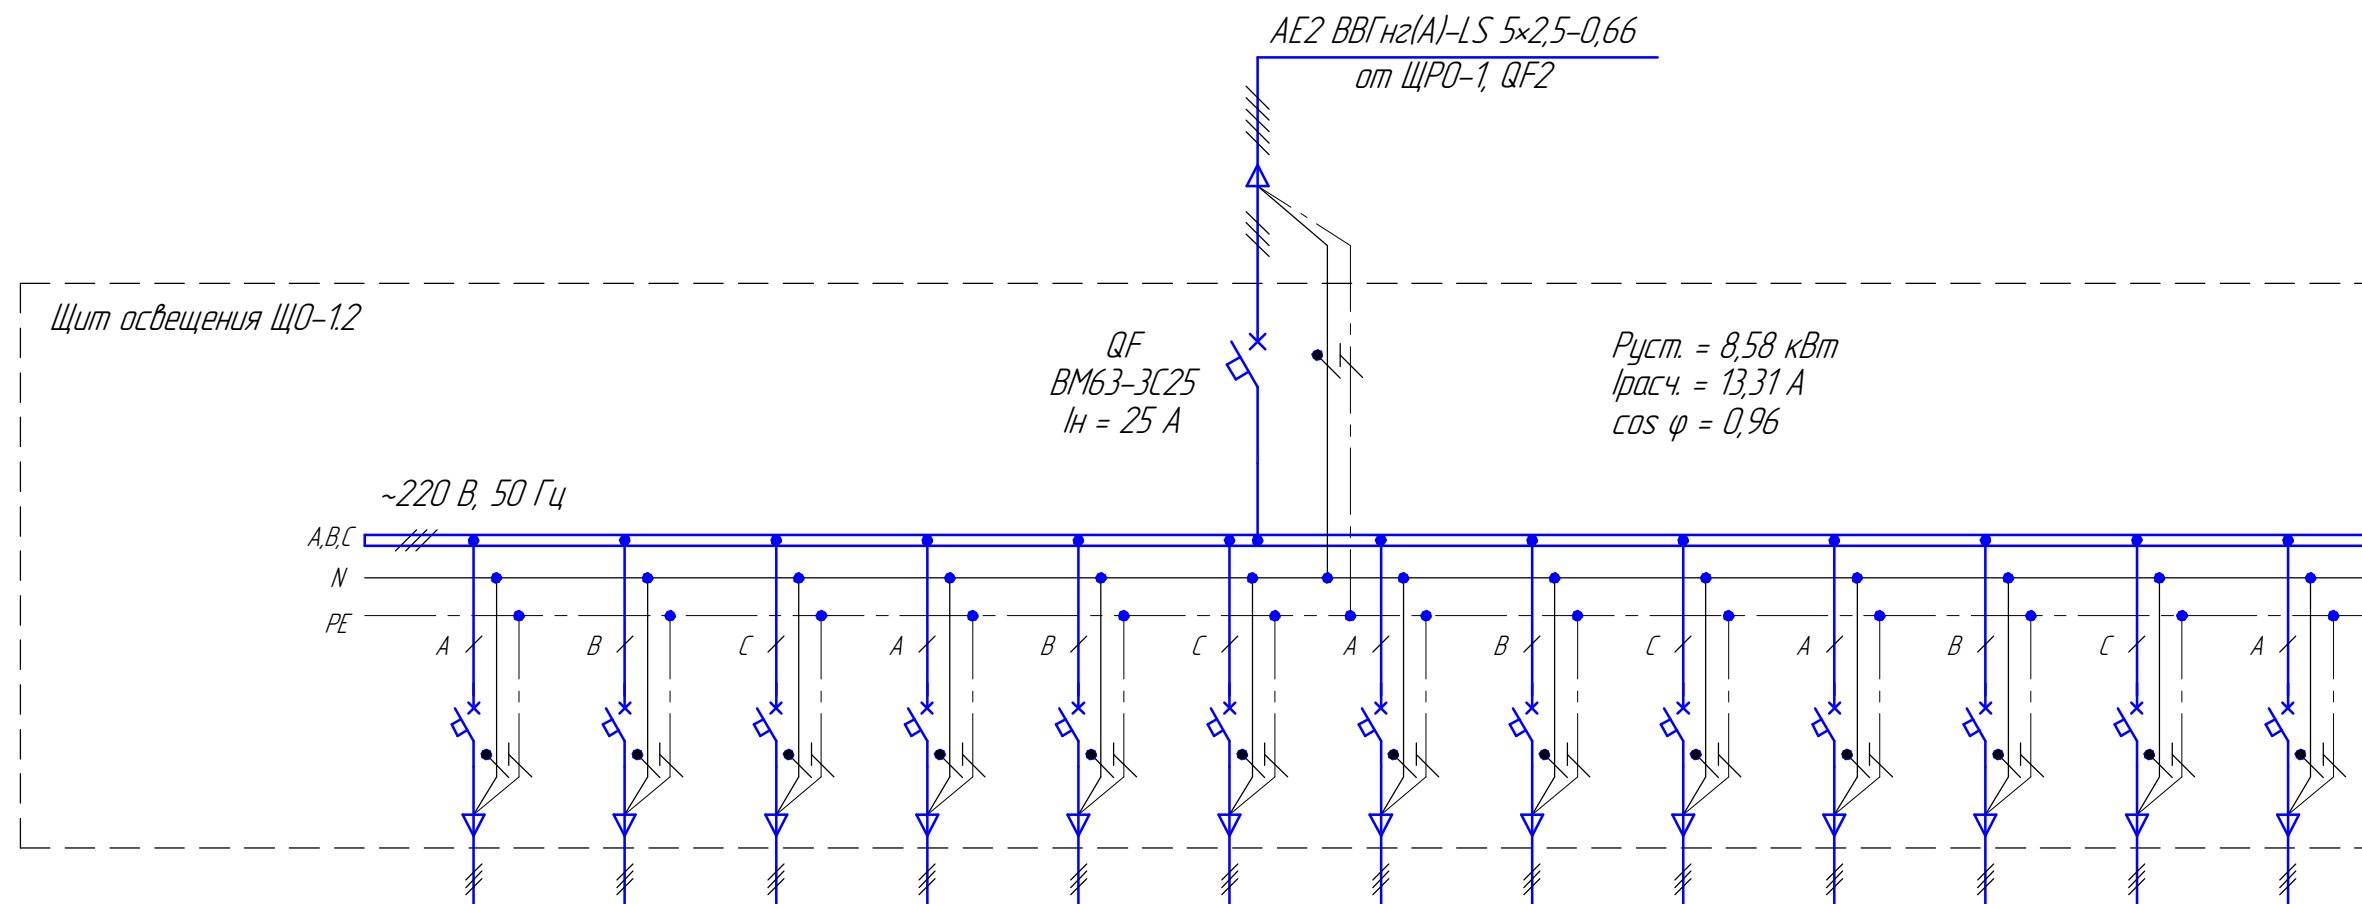 АЕ2 ВВГнг(А)-LS 5×2,5-0,66
от ЩРО-1, QF2
Щит освещения ЩО-1.2
QF
ВМ63-3С25
Iн = 25 А
Руст. = 8,58 кВт
Iрасч. = 13,31 А
cos φ = 0,96
~220 В, 50 Гц
А,В,С
N
РЕ
А В С А В С А В С А В С А